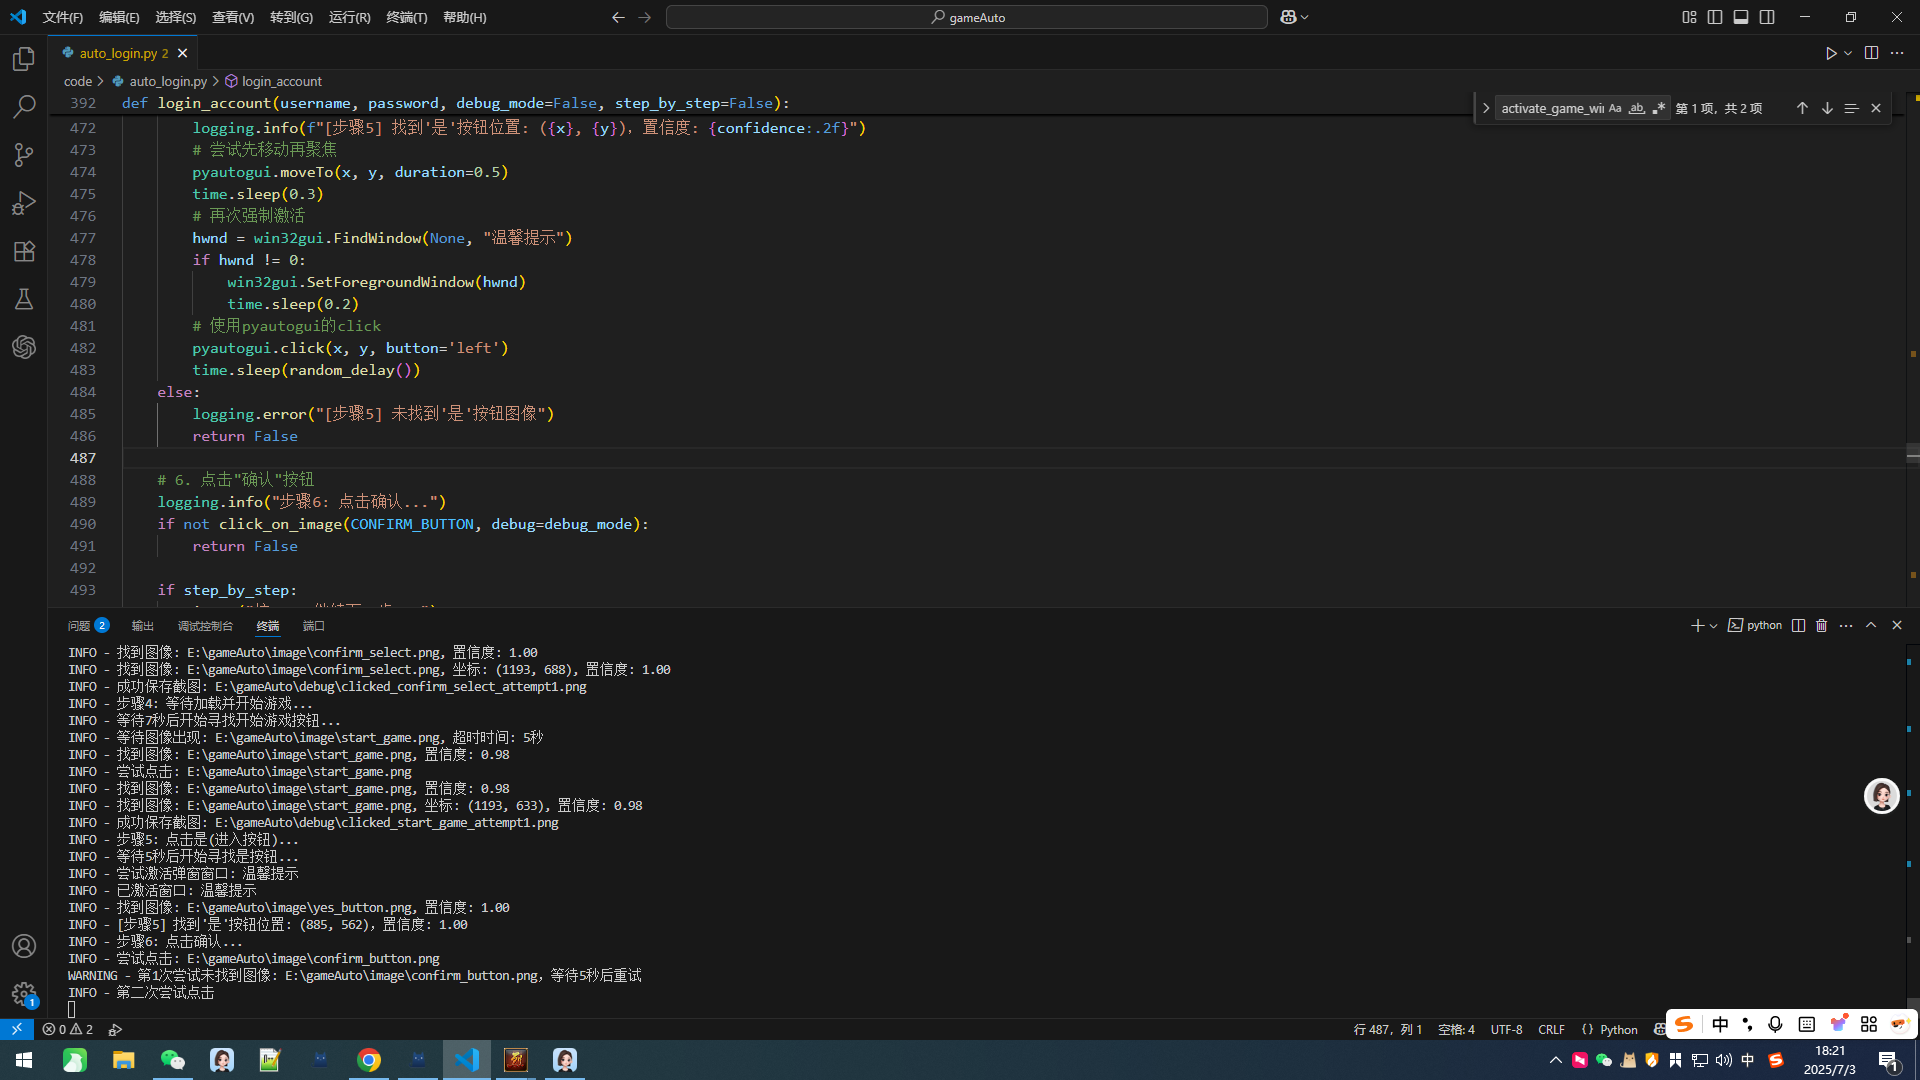 文件(F) 编辑(E) 选择(S) 查看(V) 转到(G) 运行(R) 终端(T) 帮助(H)
gameAuto
auto_login.py 2
code > auto_login.py > login_account
activate_game_wi Aa ab .* 第 1 项，共 2 项
392 def login_account(username, password, debug_mode=False, step_by_step=False):
472 logging.info(f"[步骤5] 找到'是'按钮位置: ({x}, {y}), 置信度: {confidence:.2f}")
473 # 尝试先移动再聚焦
474 pyautogui.moveTo(x, y, duration=0.5)
475 time.sleep(0.3)
476 # 再次强制激活
477 hwnd = win32gui.FindWindow(None, "温馨提示")
478 if hwnd != 0:
479 win32gui.SetForegroundWindow(hwnd)
480 time.sleep(0.2)
481 # 使用pyautogui的click
482 pyautogui.click(x, y, button='left')
483 time.sleep(random_delay())
484 else:
485 logging.error("[步骤5] 未找到'是'按钮图像")
486 return False
487
488 # 6. 点击"确认"按钮
489 logging.info("步骤6: 点击确认...")
490 if not click_on_image(CONFIRM_BUTTON, debug=debug_mode):
491 return False
492
493 if step_by_step:
问题 2 输出 调试控制台 终端 端口
python
INFO - 找到图像: E:\gameAuto\image\confirm_select.png, 置信度: 1.00
INFO - 找到图像: E:\gameAuto\image\confirm_select.png, 坐标: (1193, 688), 置信度: 1.00
INFO - 成功保存截图: E:\gameAuto\debug\clicked_confirm_select_attempt1.png
INFO - 步骤4: 等待加载并开始游戏...
INFO - 等待7秒后开始寻找开始游戏按钮...
INFO - 等待图像出现: E:\gameAuto\image\start_game.png, 超时时间: 5秒
INFO - 找到图像: E:\gameAuto\image\start_game.png, 置信度: 0.98
INFO - 尝试点击: E:\gameAuto\image\start_game.png
INFO - 找到图像: E:\gameAuto\image\start_game.png, 置信度: 0.98
INFO - 找到图像: E:\gameAuto\image\start_game.png, 坐标: (1193, 633), 置信度: 0.98
INFO - 成功保存截图: E:\gameAuto\debug\clicked_start_game_attempt1.png
INFO - 步骤5: 点击是(进入按钮)...
INFO - 等待5秒后开始寻找是按钮...
INFO - 尝试激活弹窗窗口: 温馨提示
INFO - 已激活窗口: 温馨提示
INFO - 找到图像: E:\gameAuto\image\yes_button.png, 置信度: 1.00
INFO - [步骤5] 找到'是'按钮位置: (885, 562), 置信度: 1.00
INFO - 步骤6: 点击确认...
INFO - 尝试点击: E:\gameAuto\image\confirm_button.png
WARNING - 第1次尝试未找到图像: E:\gameAuto\image\confirm_button.png, 等待5秒后重试
INFO - 第二次尝试点击
1
0 2
行 487，列 1 空格: 4 UTF-8 CRLF {} Python
中
中
18:21
2025/7/3
1